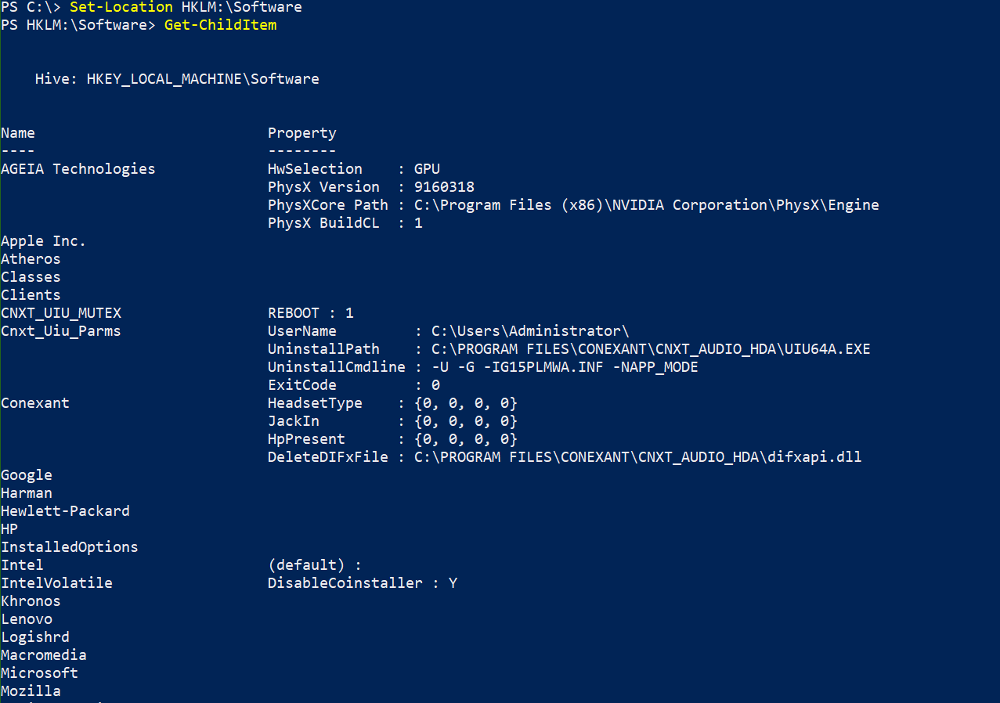 PS C:\> Set-Location HKLM:\Software
PS HKLM:\Software> Get-ChildItem
Hive: HKEY_LOCAL_MACHINE\Software
Name Property
---- --------
AGEIA Technologies HwSelection : GPU
PhysX Version : 9160318
PhysXCore Path : C:\Program Files (x86)\NVIDIA Corporation\PhysX\Engine
PhysX BuildCL : 1
Apple Inc.
Atheros
Classes
Clients
CNXT_UIU_MUTEX REBOOT : 1
Cnxt_Uiu_Parms UserName : C:\Users\Administrator\
UninstallPath : C:\PROGRAM FILES\CONEXANT\CNXT_AUDIO_HDA\UIU64A.EXE
UninstallCmdline : -U -G -IG15PLMWA.INF -NAPP_MODE
ExitCode : 0
Conexant HeadsetType : {0, 0, 0, 0}
JackIn : {0, 0, 0, 0}
HpPresent : {0, 0, 0, 0}
DeleteDIFxFile : C:\PROGRAM FILES\CONEXANT\CNXT_AUDIO_HDA\difxapi.dll
Google
Harman
Hewlett-Packard
HP
InstalledOptions
Intel (default) :
IntelVolatile DisableCoinstaller : Y
Khronos
Lenovo
Logishrd
Macromedia
Microsoft
Mozilla